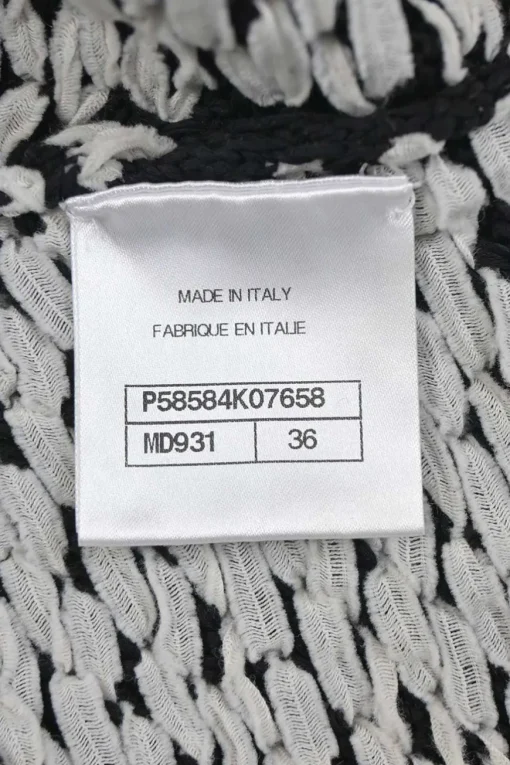 MADE IN ITALY
FABRIQUE EN ITALIE
P58584K07658
MD931 36